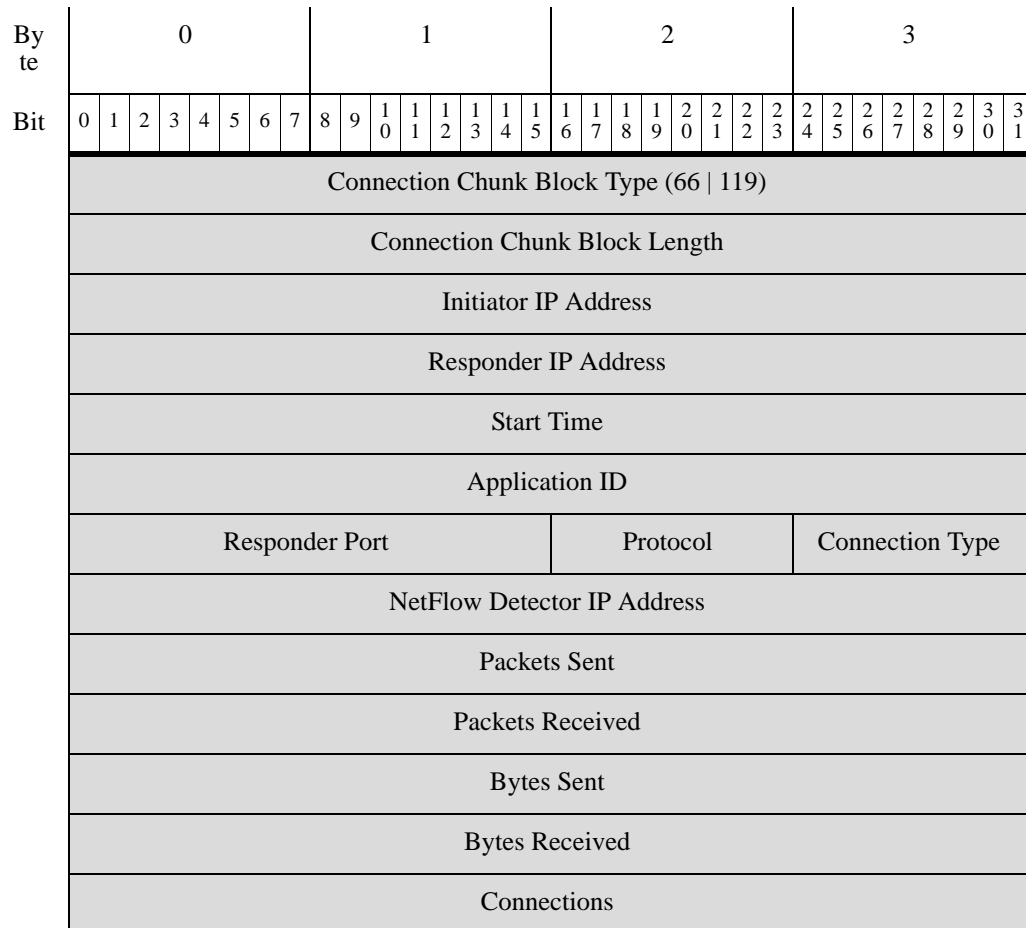 By
te
0 1 2 3
Bit 0 1 2 3 4 5 6 7 8 9 10 11 12 13 14 15 16 17 18 19 20 21 22 23 24 25 26 27 28 29 30 31
Connection Chunk Block Type (66 | 119)
Connection Chunk Block Length
Initiator IP Address
Responder IP Address
Start Time
Application ID
Responder Port Protocol Connection Type
NetFlow Detector IP Address
Packets Sent
Packets Received
Bytes Sent
Bytes Received
Connections